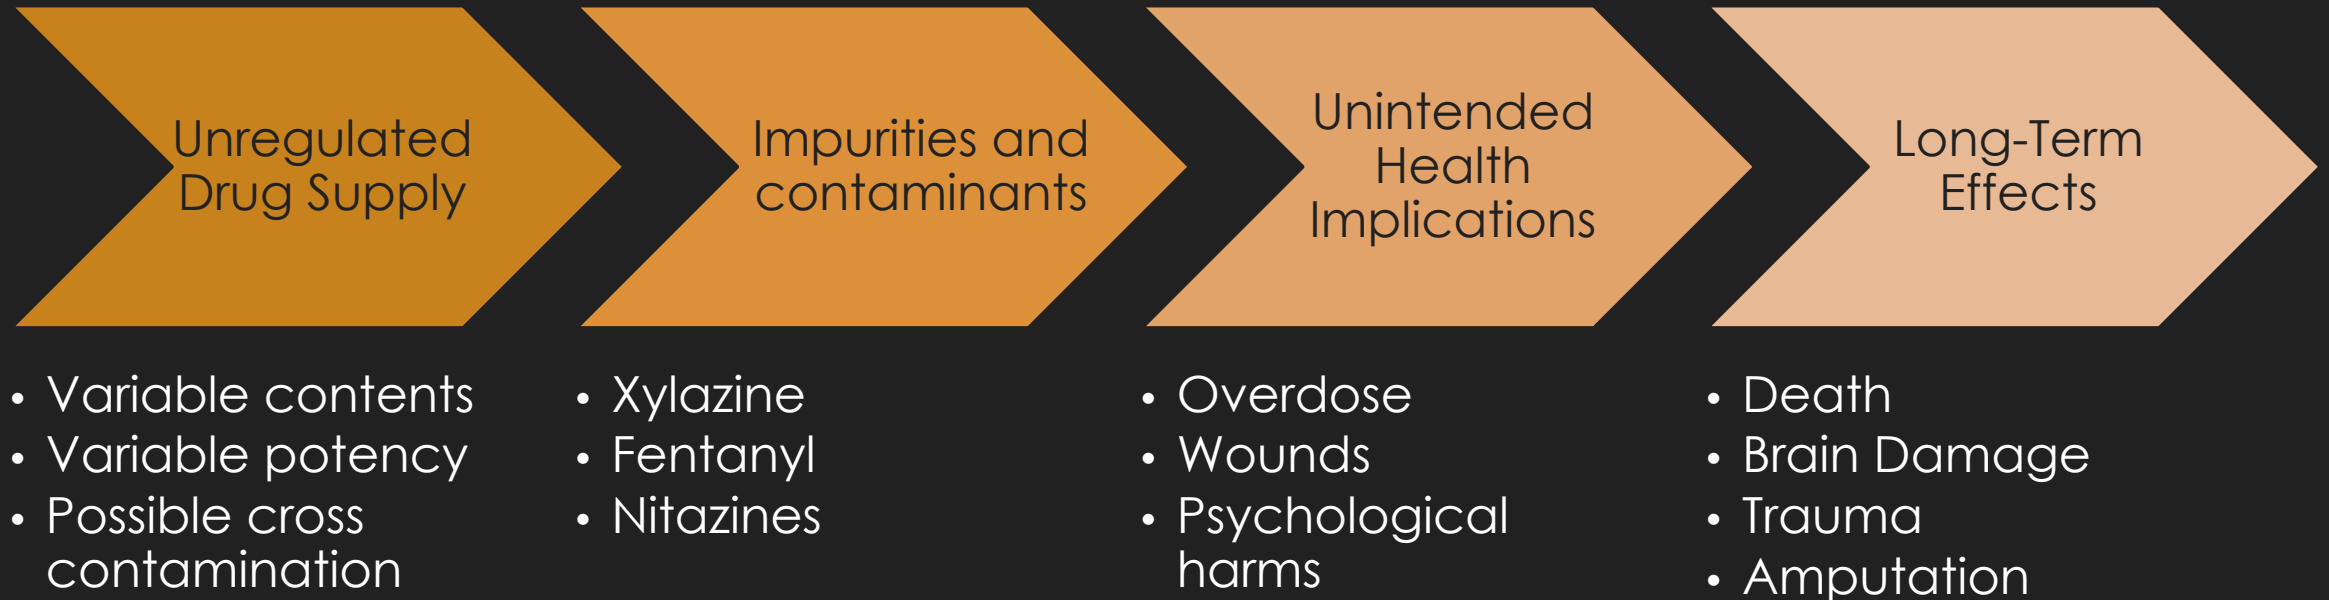 Unregulated
Drug Supply
• Variable contents
• Variable potency
• Possible cross
contamination
Impurities and
contaminants
• Xylazine
• Fentanyl
• Nitazines
Unintended
Health
Implications
• Overdose
• Wounds
• Psychological
harms
Long-Term
Effects
• Death
• Brain Damage
• Trauma
• Amputation